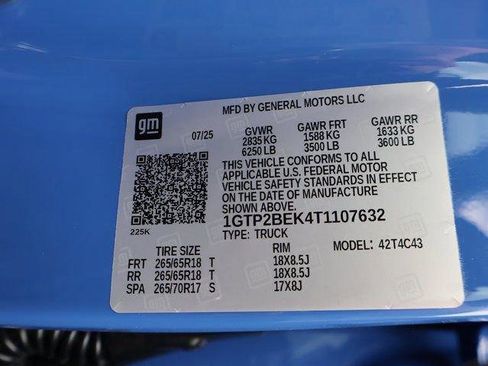 gm
MFD BY GENERAL MOTORS LLC
07/25 GVWR GAWR FRT GAWR RR
2835 KG 1588 KG 1633 KG
6250 LB 3500 LB 3600 LB
THIS VEHICLE CONFORMS TO ALL
APPLICABLE U.S. FEDERAL MOTOR
VEHICLE SAFETY STANDARDS IN EFFECT
ON THE DATE OF MANUFACTURE
SHOWN ABOVE.
1GTP2BEK4T1107632
225K
TYPE: TRUCK MODEL: 42T4C43
TIRE SIZE RIM
FRT 265/65R18 T 18X8.5J
RR 265/65R18 T 18X8.5J
SPA 265/70R17 S 17X8J